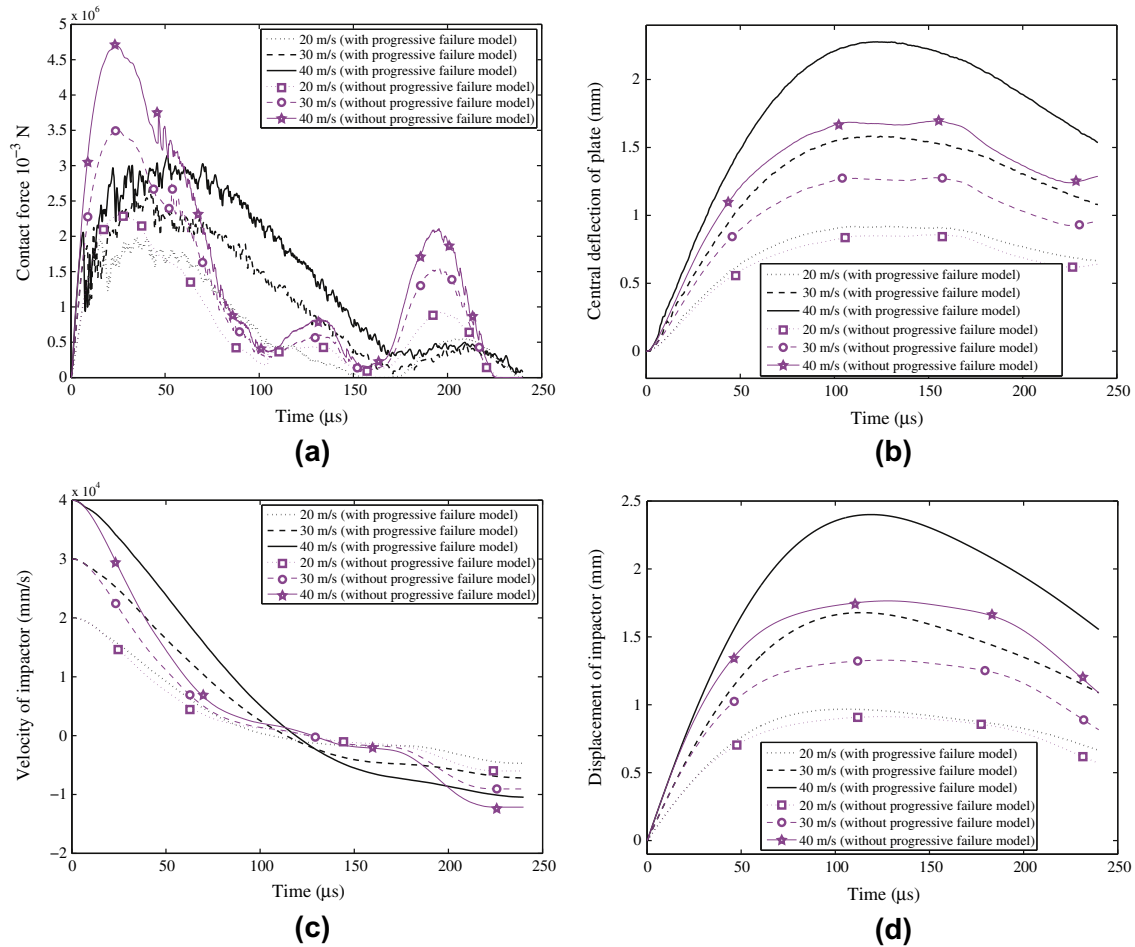 x 10⁶
5
4.5
4
3.5
3
2.5
2
1.5
1
0.5
0
Contact force 10⁻³ N
20 m/s (with progressive failure model)
30 m/s (with progressive failure model)
40 m/s (with progressive failure model)
20 m/s (without progressive failure model)
30 m/s (without progressive failure model)
40 m/s (without progressive failure model)
0 50 100 150 200 250
Time (μs)
(a)
2
1.5
1
0.5
0
Central deflection of plate (mm)
20 m/s (with progressive failure model)
30 m/s (with progressive failure model)
40 m/s (with progressive failure model)
20 m/s (without progressive failure model)
30 m/s (without progressive failure model)
40 m/s (without progressive failure model)
0 50 100 150 200 250
Time (μs)
(b)
x 10⁴
4
3
2
1
0
−1
−2
Velocity of impactor (mm/s)
20 m/s (with progressive failure model)
30 m/s (with progressive failure model)
40 m/s (with progressive failure model)
20 m/s (without progressive failure model)
30 m/s (without progressive failure model)
40 m/s (without progressive failure model)
0 50 100 150 200 250
Time (μs)
(c)
2.5
2
1.5
1
0.5
0
Displacement of impactor (mm)
20 m/s (with progressive failure model)
30 m/s (with progressive failure model)
40 m/s (with progressive failure model)
20 m/s (without progressive failure model)
30 m/s (without progressive failure model)
40 m/s (without progressive failure model)
0 50 100 150 200 250
Time (μs)
(d)